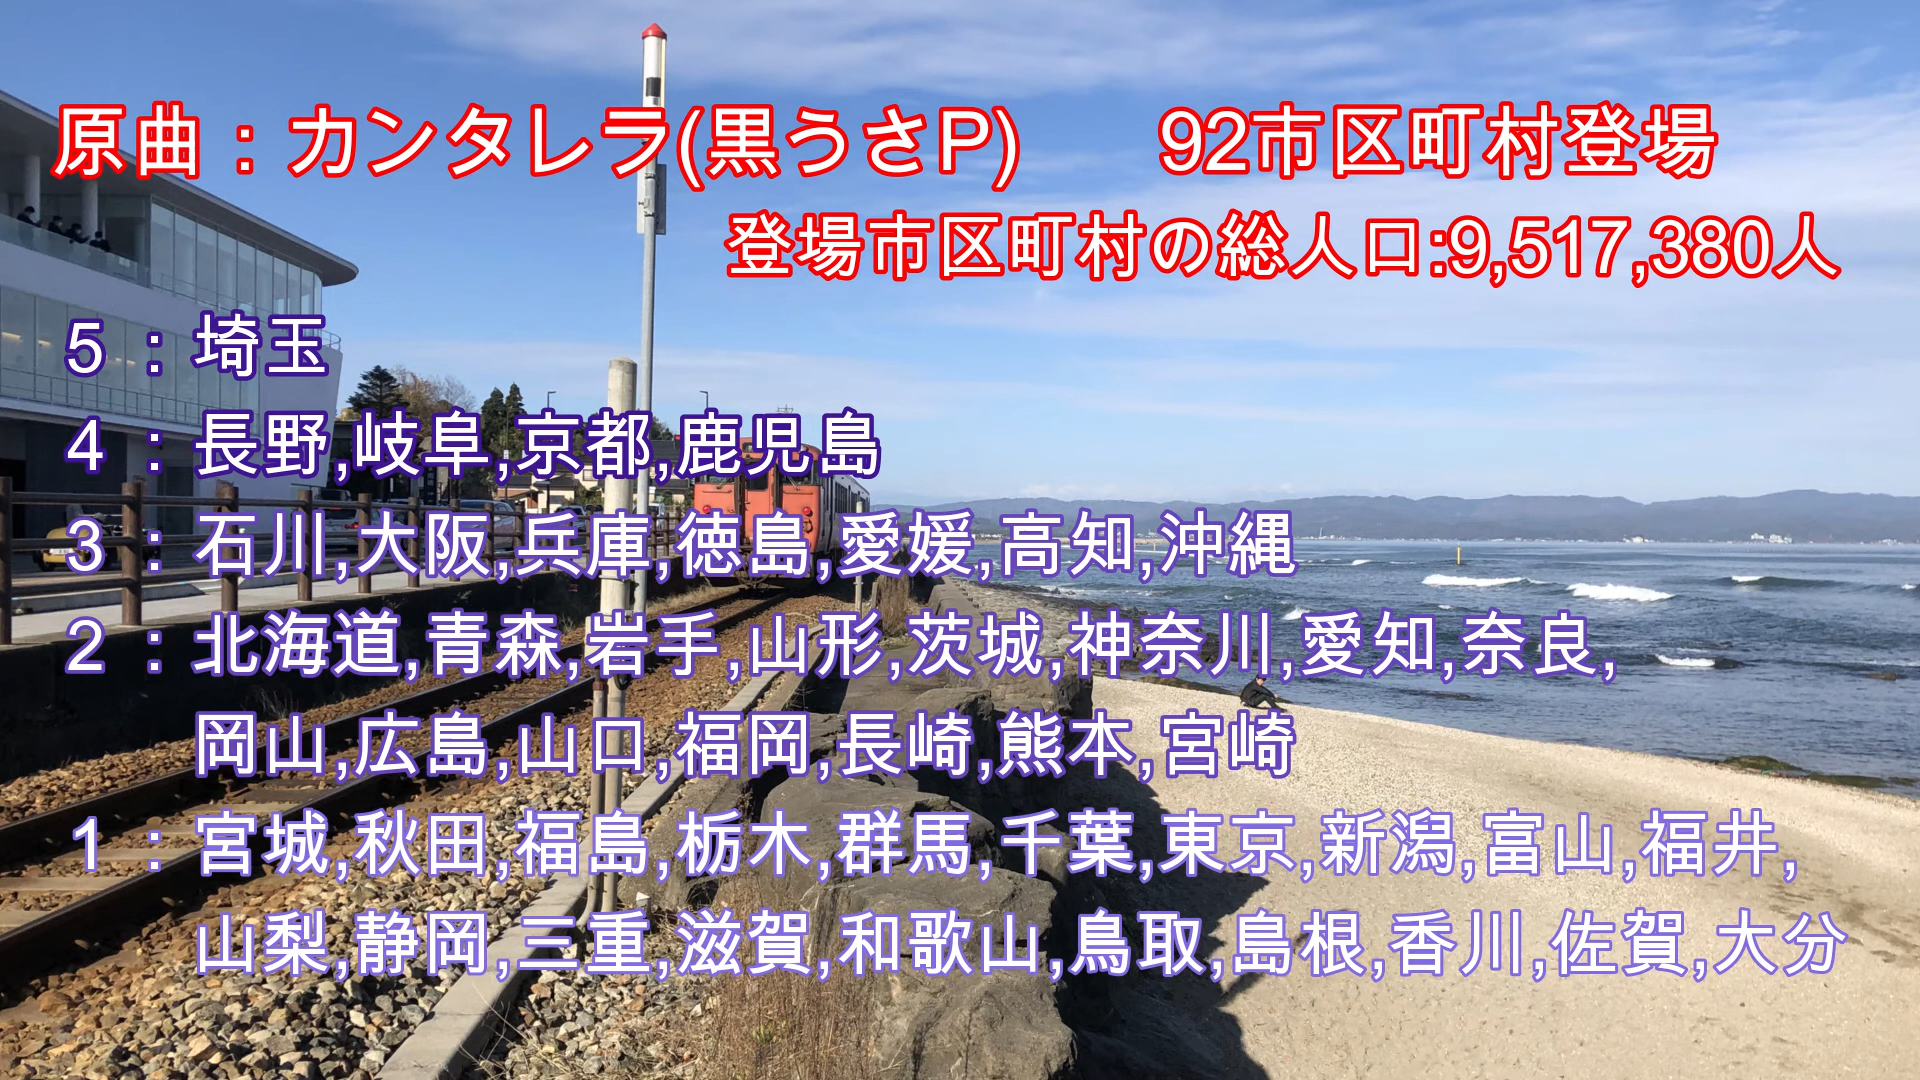 原曲：カンタレラ(黒うさP)　　92市区町村登場
登場市区町村の総人口:9,517,380人
5：埼玉
4：長野,岐阜,京都,鹿児島
3：石川,大阪,兵庫,徳島,愛媛,高知,沖縄
2：北海道,青森,岩手,山形,茨城,神奈川,愛知,奈良,
岡山,広島,山口,福岡,長崎,熊本,宮崎
1：宮城,秋田,福島,栃木,群馬,千葉,東京,新潟,富山,福井,
山梨,静岡,三重,滋賀,和歌山,鳥取,島根,香川,佐賀,大分